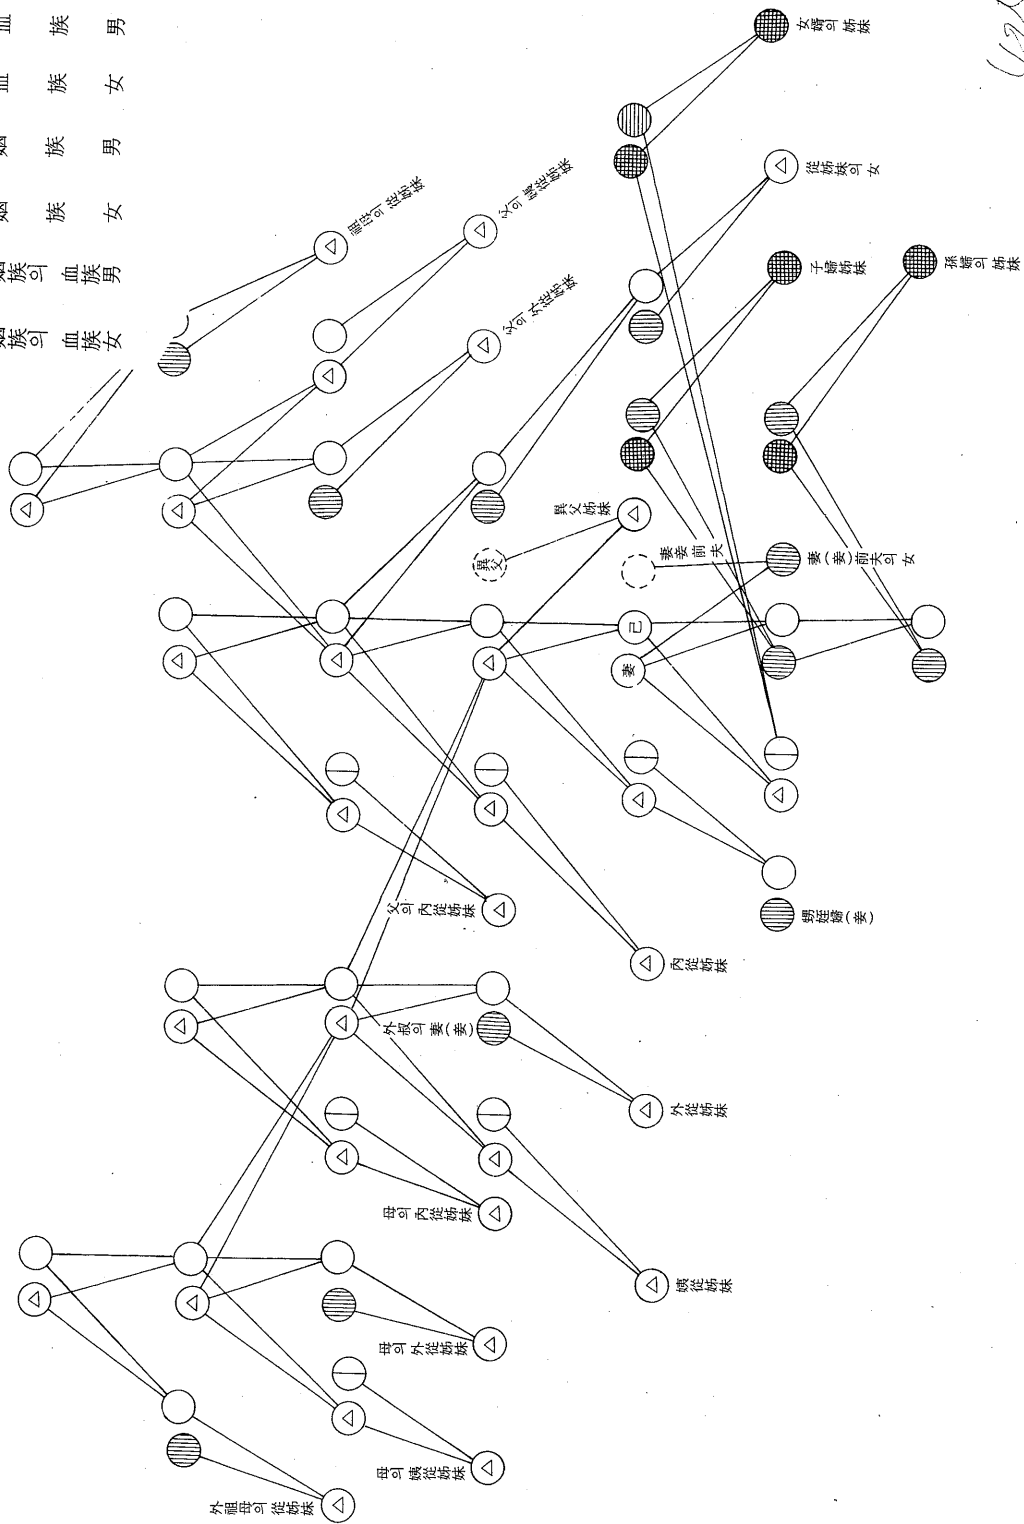 血族男
血族女
姻族男
姻族女
姻族의 血族男
姻族의 血族女
女婿의 姊妹
從姊妹의 女
子婦姊妹
孫婦의 姊妹
祖母의 從姊妹
父의 姨從姊妹
父의 外從姊妹
異父姊妹
異父
妻妾前夫
妻(妾)前夫의 女
己
妻
父의 內從姊妹
內從姊妹
甥姪婦(妾)
外叔의 妻(妾)
外從姊妹
母의 內從姊妹
姨從姊妹
母의 外從姊妹
母의 姨從姊妹
外祖母의 從姊妹